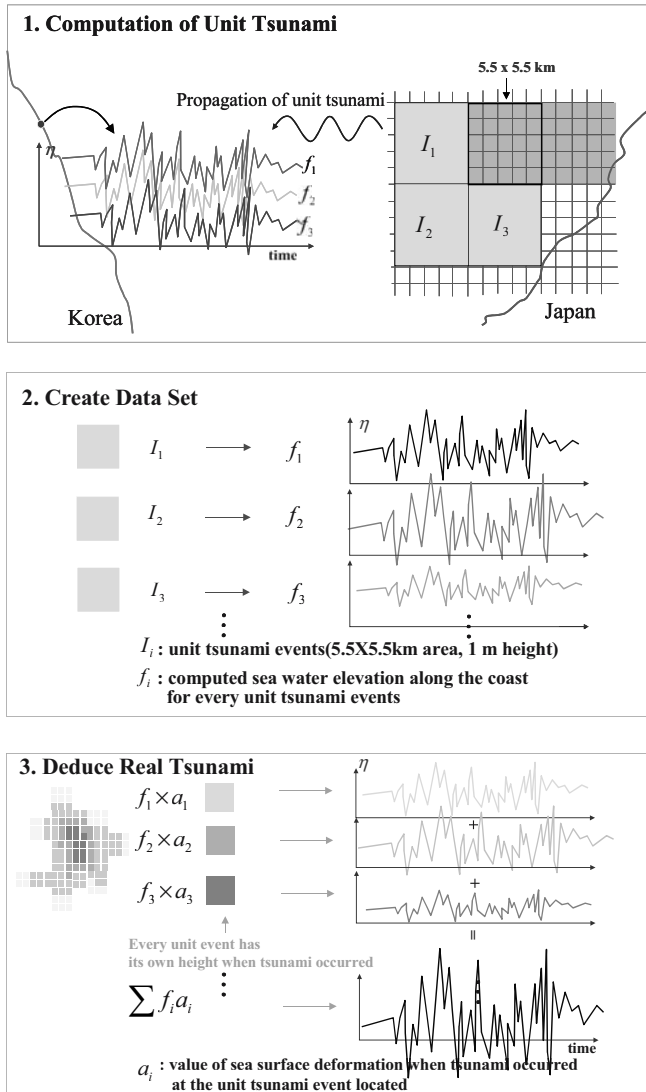 1. Computation of Unit Tsunami
5.5 x 5.5 km
Propagation of unit tsunami
η
f₁
f₂
f₃
time
I₁
I₂
I₃
Korea
Japan
2. Create Data Set
I₁ f₁ η
I₂ f₂
I₃ f₃
Iᵢ : unit tsunami events(5.5X5.5km area, 1 m height)
fᵢ : computed sea water elevation along the coast
for every unit tsunami events
3. Deduce Real Tsunami
η
f₁×a₁
+
f₂×a₂
+
f₃×a₃
=
Every unit event has
its own height when tsunami occurred
∑ fᵢaᵢ
time
aᵢ : value of sea surface deformation when tsunami occurred
at the unit tsunami event located